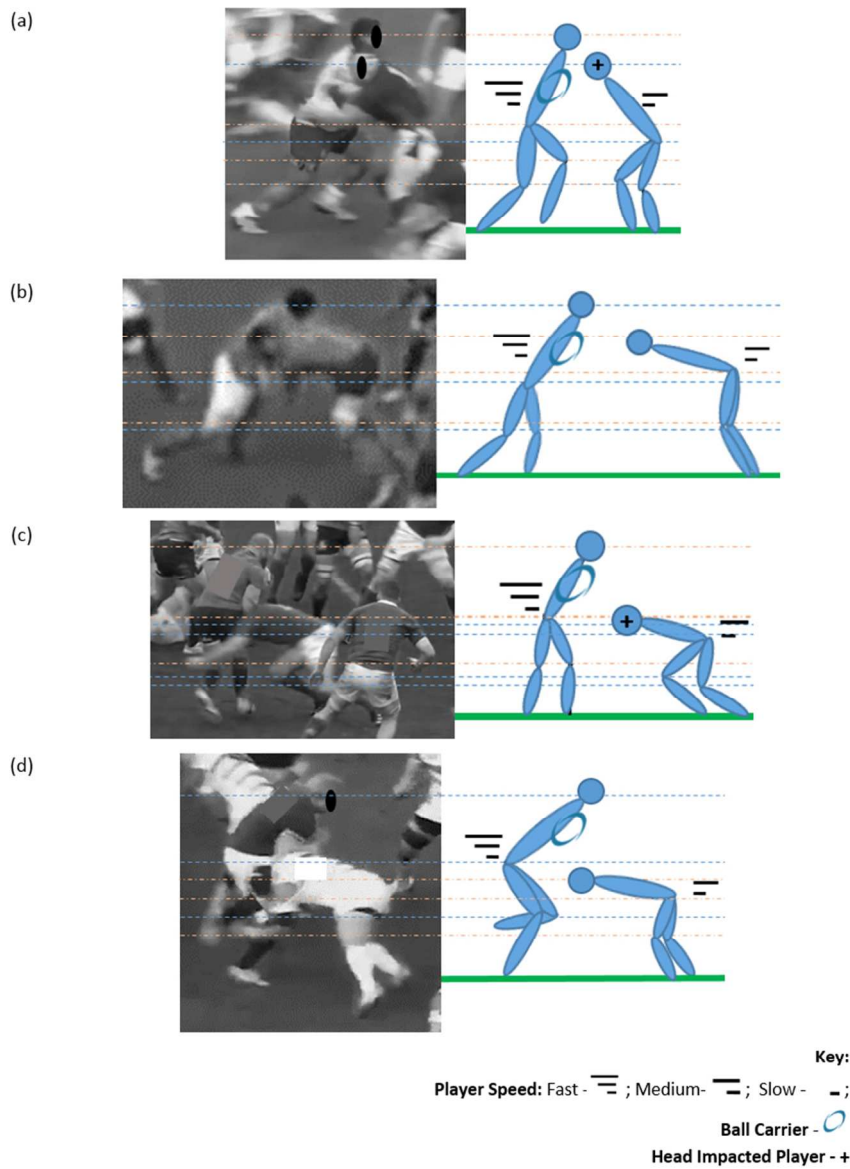 (a)
(b)
(c)
(d)
Key:
Player Speed: Fast - ; Medium- ; Slow - ;
Ball Carrier -
Head Impacted Player - +